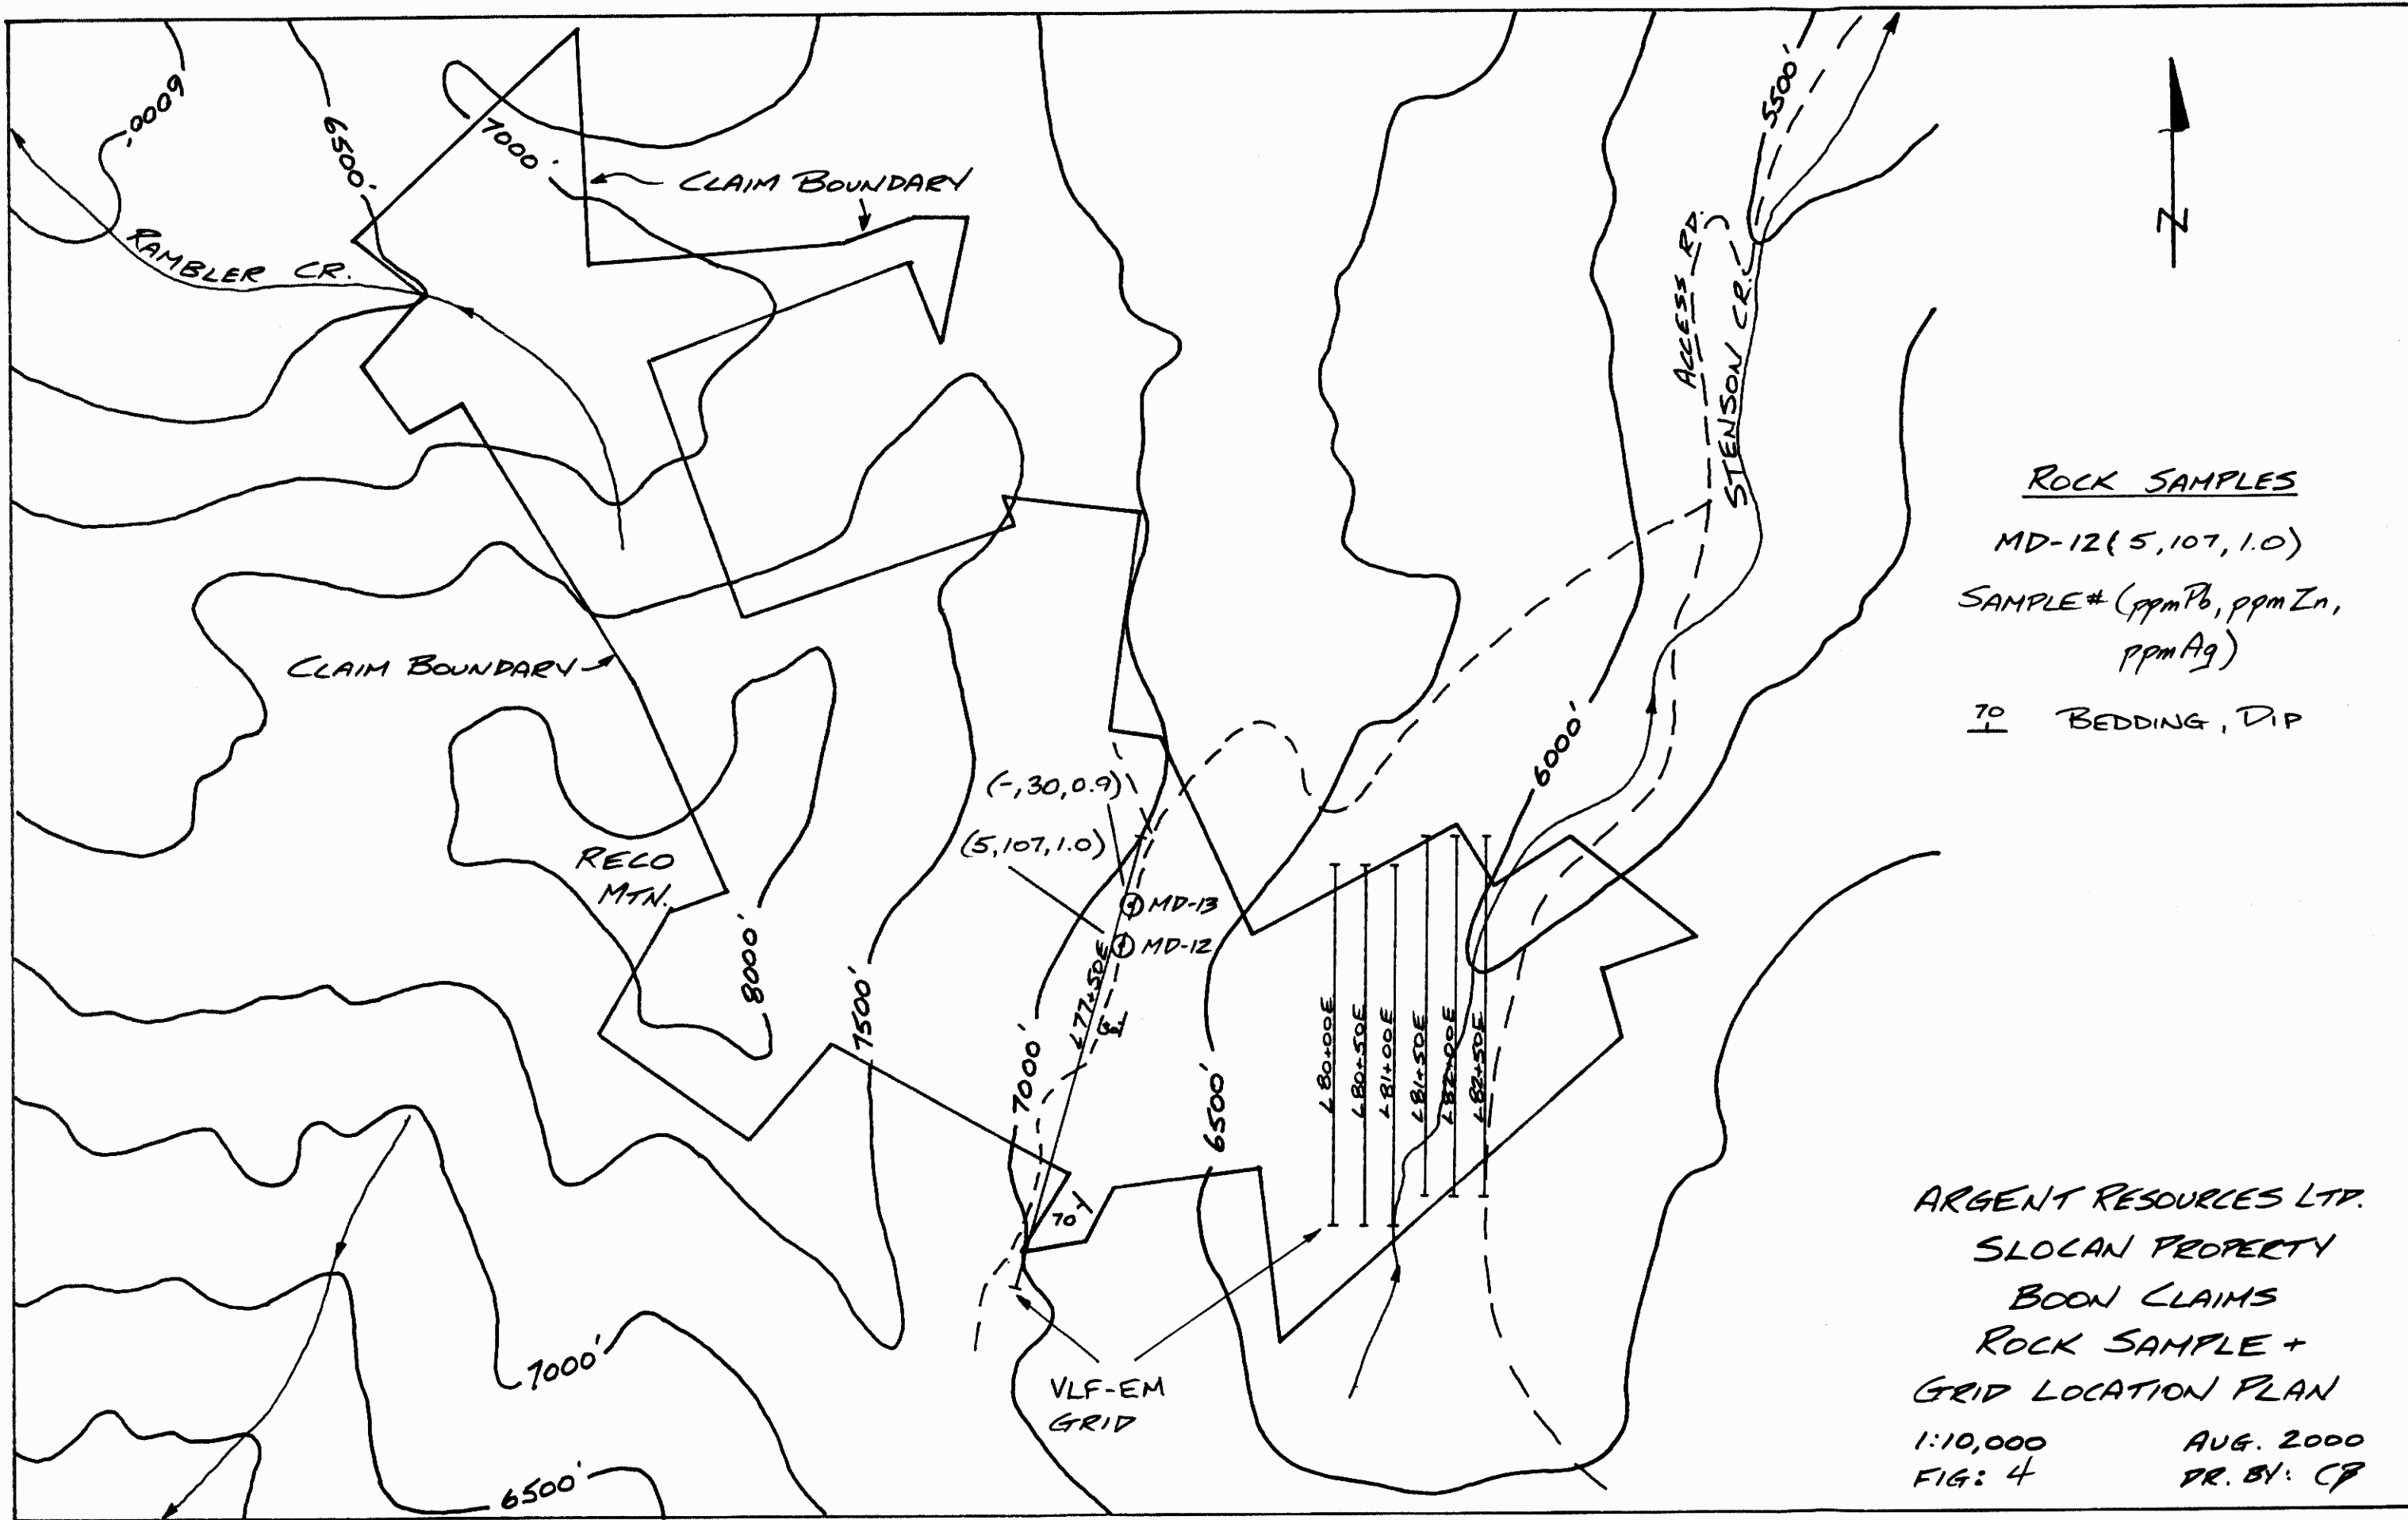 6000'
6500'
7000'
CLAIM BOUNDARY
RAMBLER CR.
5500'
N
ACCESS RD.
STENSON CR.
ROCK SAMPLES
MD-12(5,107,1.0)
SAMPLE# (ppmPb, ppmZn,
ppmAg)
70 BEDDING, DIP
CLAIM BOUNDARY
(-,30,0.9)
(5,107,1.0)
6000'
RECO
MTN.
MD-13
MD-12
8000'
7500'
L77+50E
7000'
6500'
L80+00E
L80+50E
L81+00E
L81+50E
L82+00E
L82+50E
70
7000'
6500'
VLF-EM
GRID
ARGENT RESOURCES LTD.
SLOCAN PROPERTY
BOON CLAIMS
ROCK SAMPLE +
GRID LOCATION PLAN
1:10,000 AUG. 2000
FIG: 4 DR. BY: CB